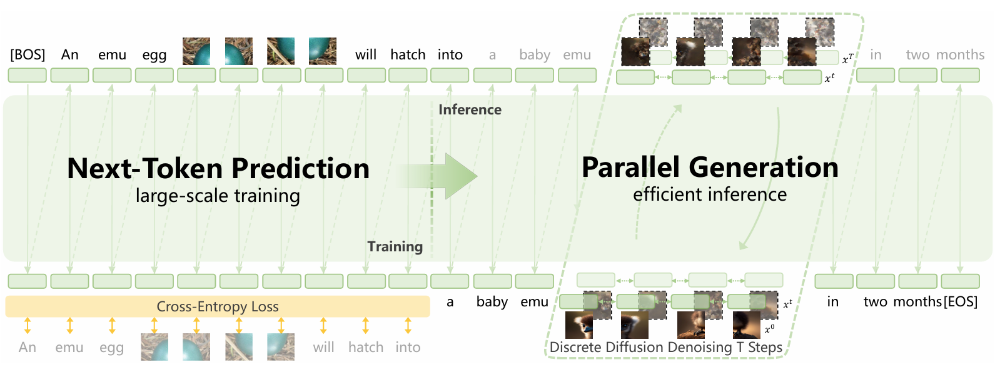 [BOS] An emu egg will hatch into a baby emu in two months
x^T
x^t
Inference
Next-Token Prediction
large-scale training
Parallel Generation
efficient inference
Training
Cross-Entropy Loss
a baby emu
x^t
in two months [EOS]
x^0
An emu egg will hatch into
Discrete Diffusion Denoising T Steps